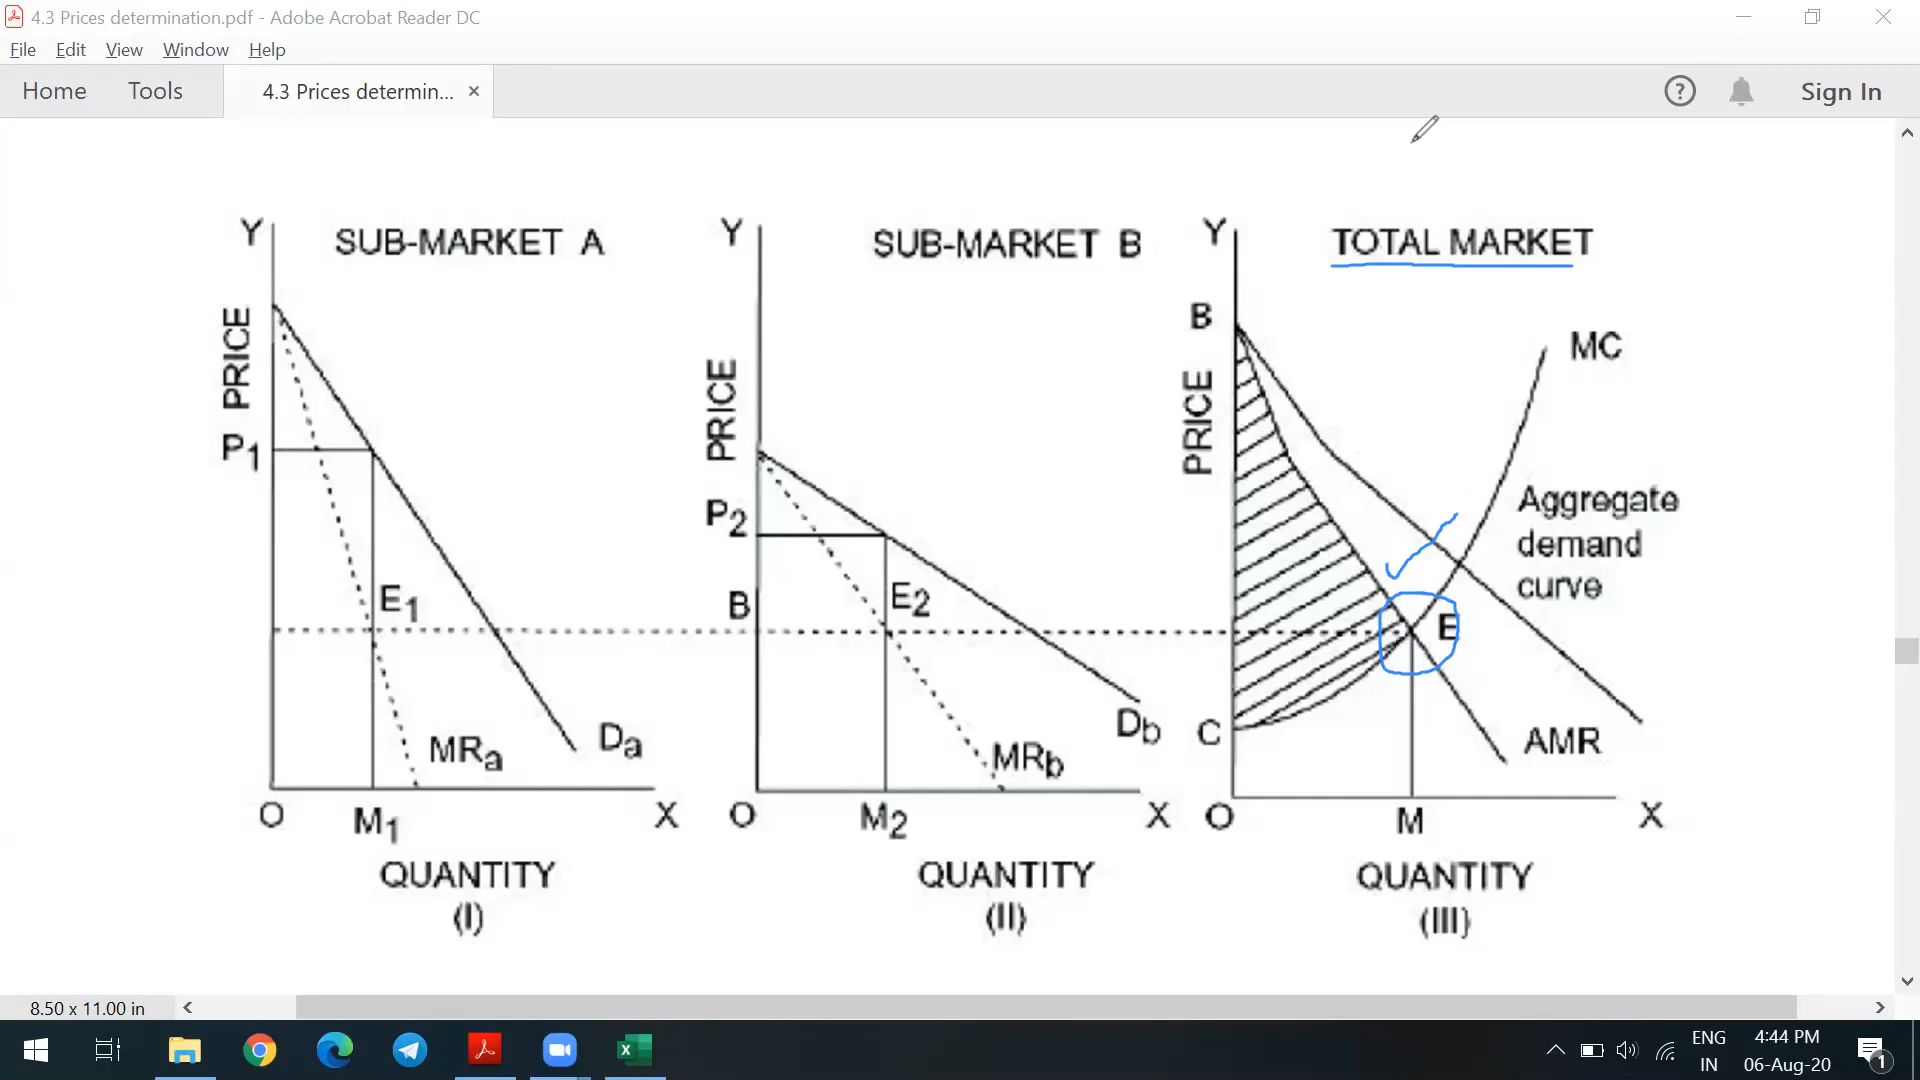 4.3 Prices determination.pdf - Adobe Acrobat Reader DC
File Edit View Window Help
Home Tools 4.3 Prices determin... × Sign In
Y SUB-MARKET A
PRICE
P1
E1
MRa
Da
O M1 X
QUANTITY
(I)
Y SUB-MARKET B
PRICE
P2
B
E2
MRb
Db
O M2 X
QUANTITY
(II)
Y TOTAL MARKET
B
PRICE
MC
Aggregate
demand
curve
E
C
AMR
O M X
QUANTITY
(III)
8.50 x 11.00 in
ENG
IN
4:44 PM
06-Aug-20
1